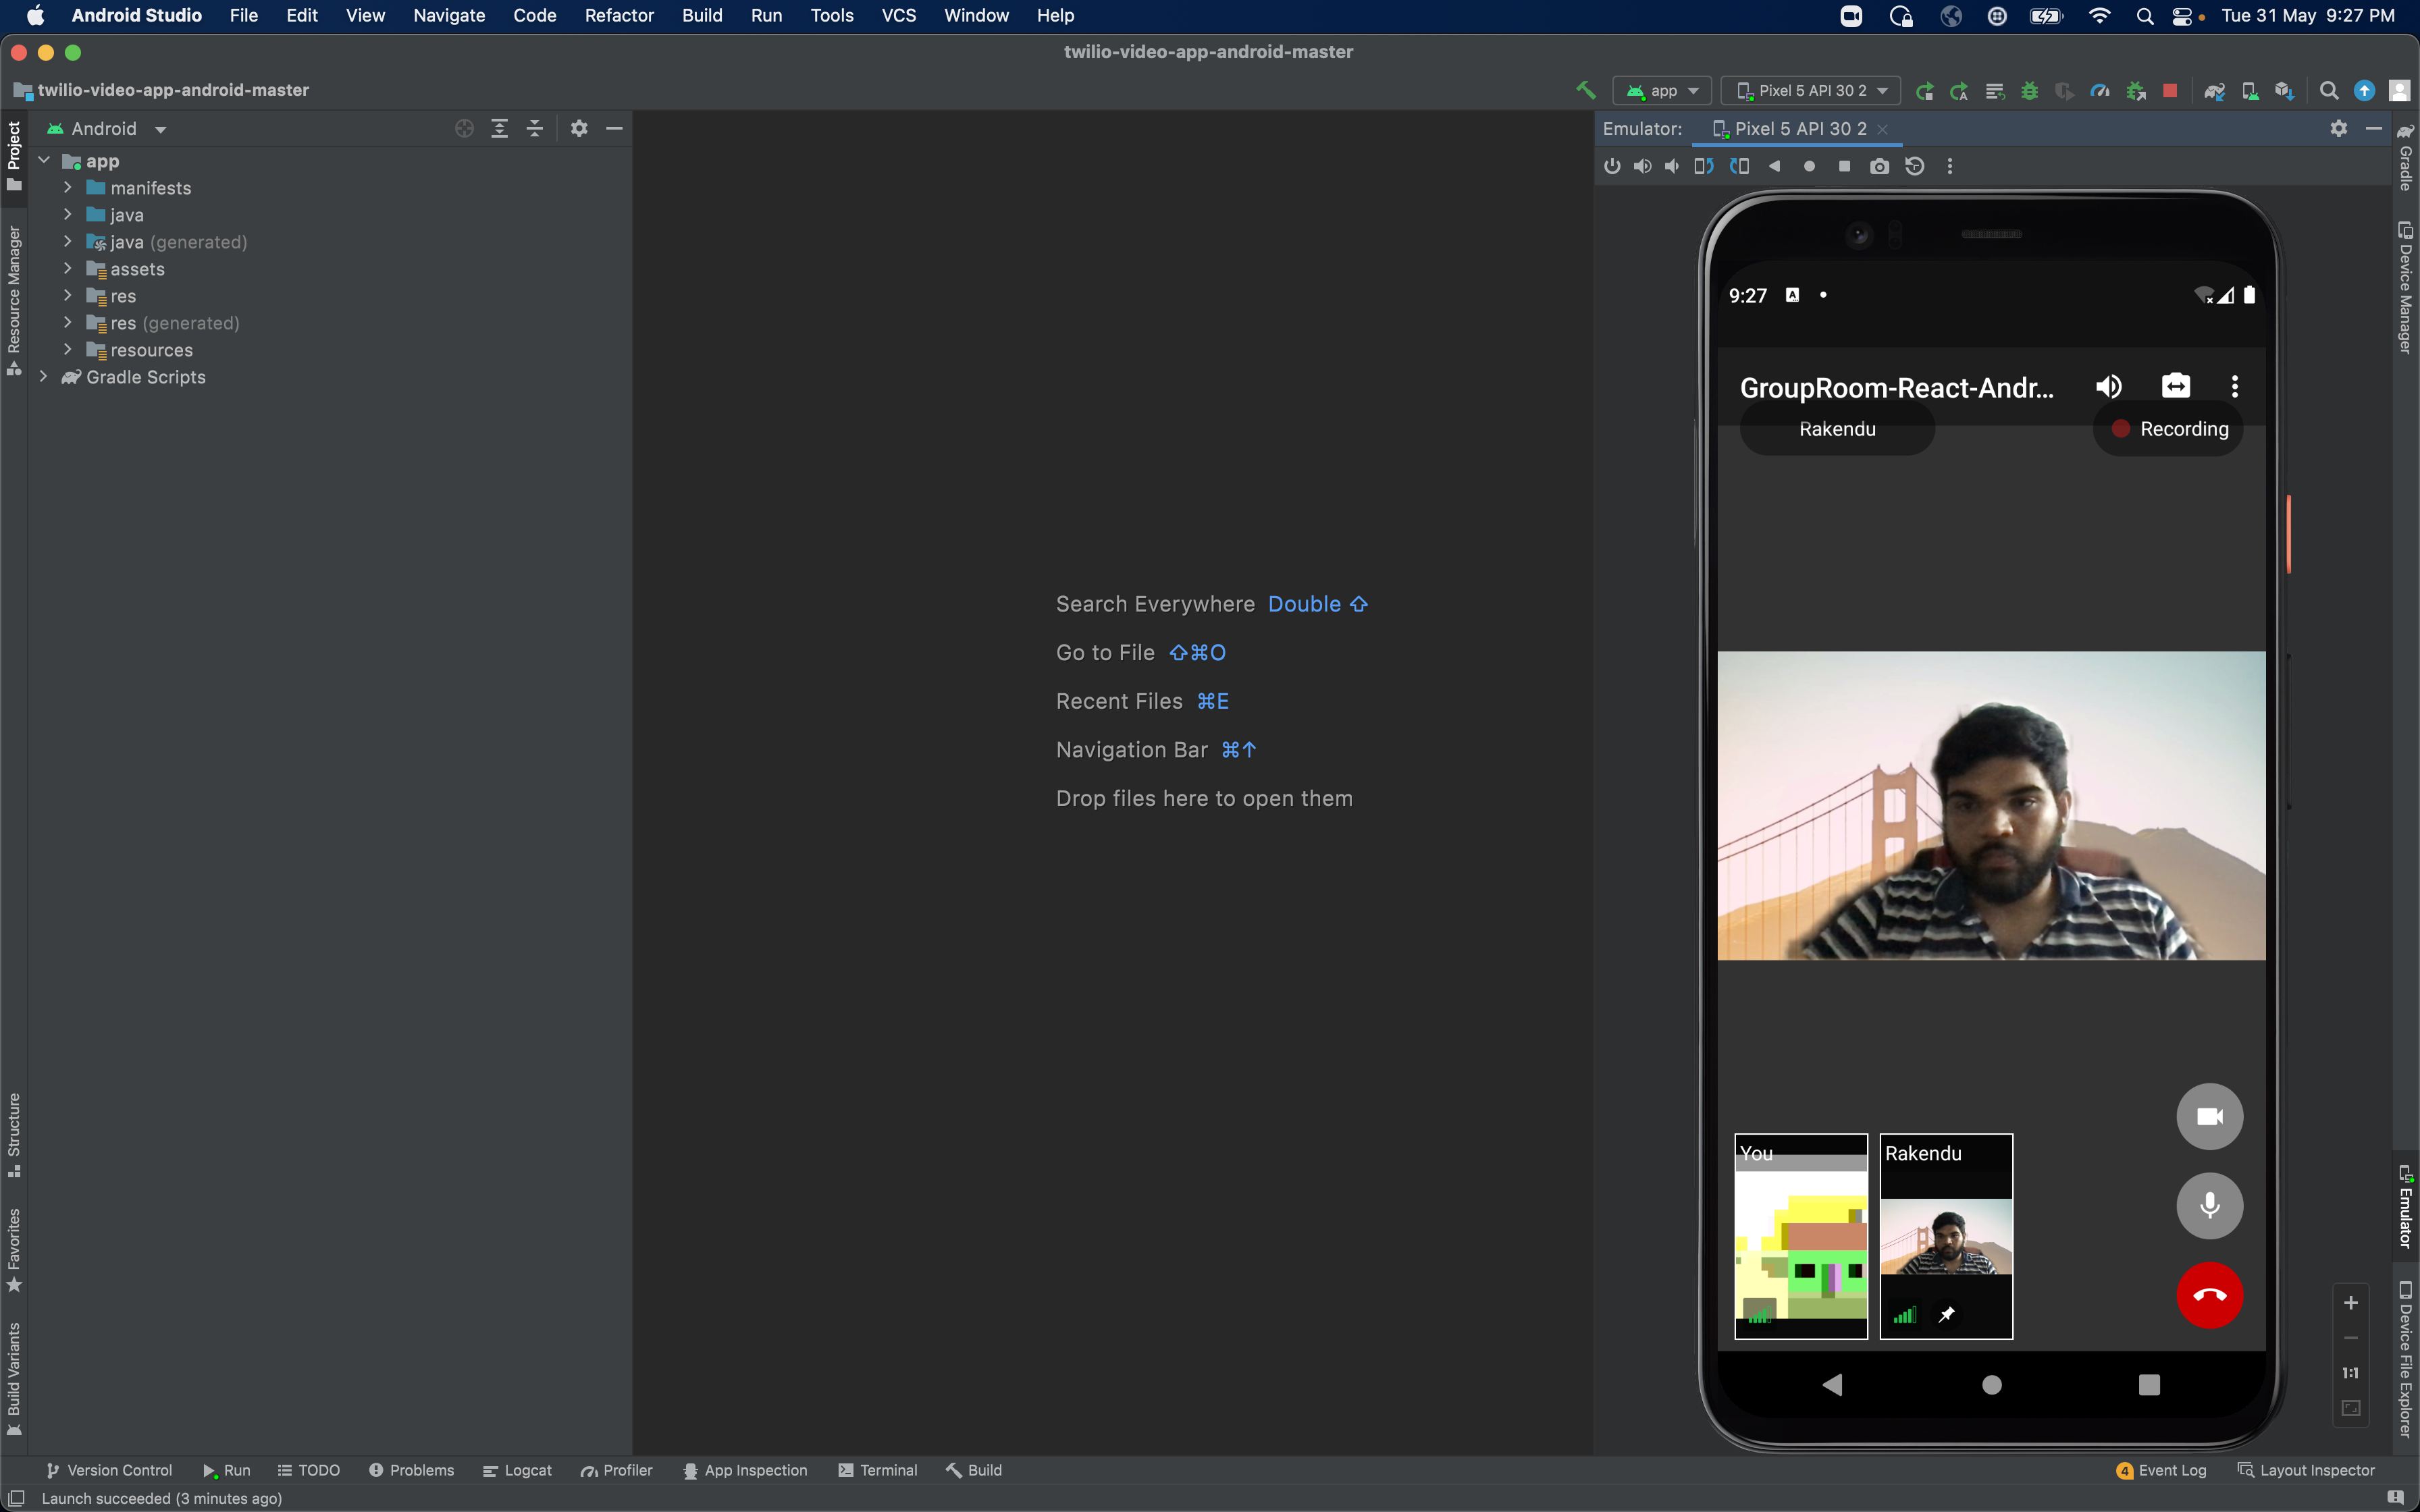 Android Studio File Edit View Navigate Code Refactor Build Run Tools VCS Window Help Tue 31 May 9:27 PM
twilio-video-app-android-master
twilio-video-app-android-master app Pixel 5 API 30 2
Project
Android
Emulator: Pixel 5 API 30 2
Gradle
app
manifests
java
java (generated)
assets
res
res (generated)
resources
Gradle Scripts
Resource Manager
Device Manager
9:27
GroupRoom-React-Andr...
Rakendu
Recording
Search Everywhere Double ⇧
Go to File ⇧⌘O
Recent Files ⌘E
Navigation Bar ⌘↑
Drop files here to open them
You
Rakendu
Structure
Favorites
Build Variants
Emulator
Device File Explorer
1:1
Version Control Run TODO Problems Logcat Profiler App Inspection Terminal Build 4 Event Log Layout Inspector
Launch succeeded (3 minutes ago)